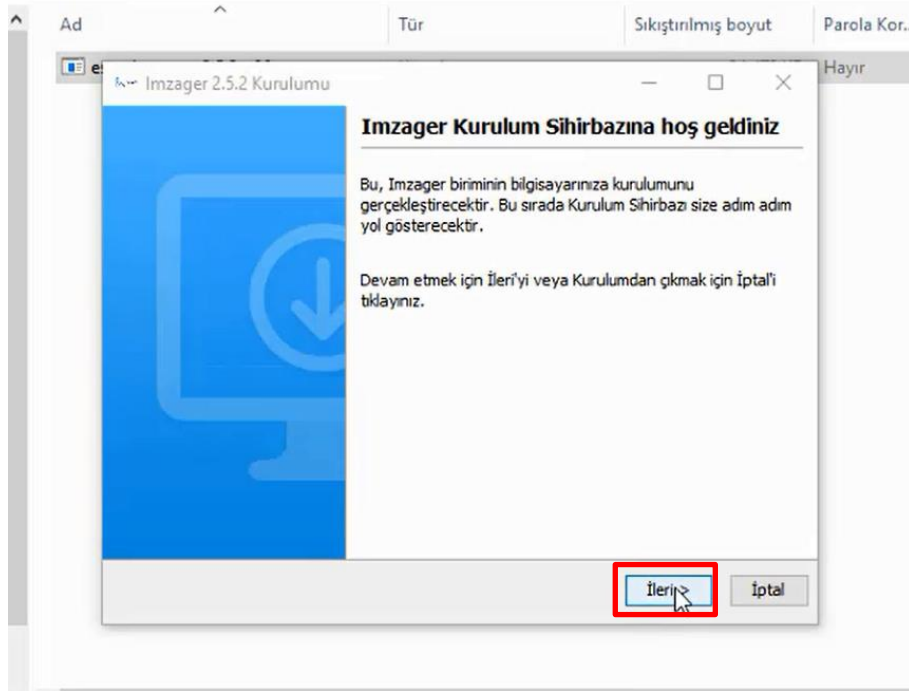 Ad Tür Sıkıştırılmış boyut Parola Kor..
Hayır
Imzager 2.5.2 Kurulumu
Imzager Kurulum Sihirbazına hoş geldiniz
Bu, Imzager biriminin bilgisayarınıza kurulumunu
gerçekleştirecektir. Bu sırada Kurulum Sihirbazı size adım adım
yol gösterecektir.
Devam etmek için İleri'yi veya Kurulumdan çıkmak için İptal'i
tıklayınız.
İleri > İptal